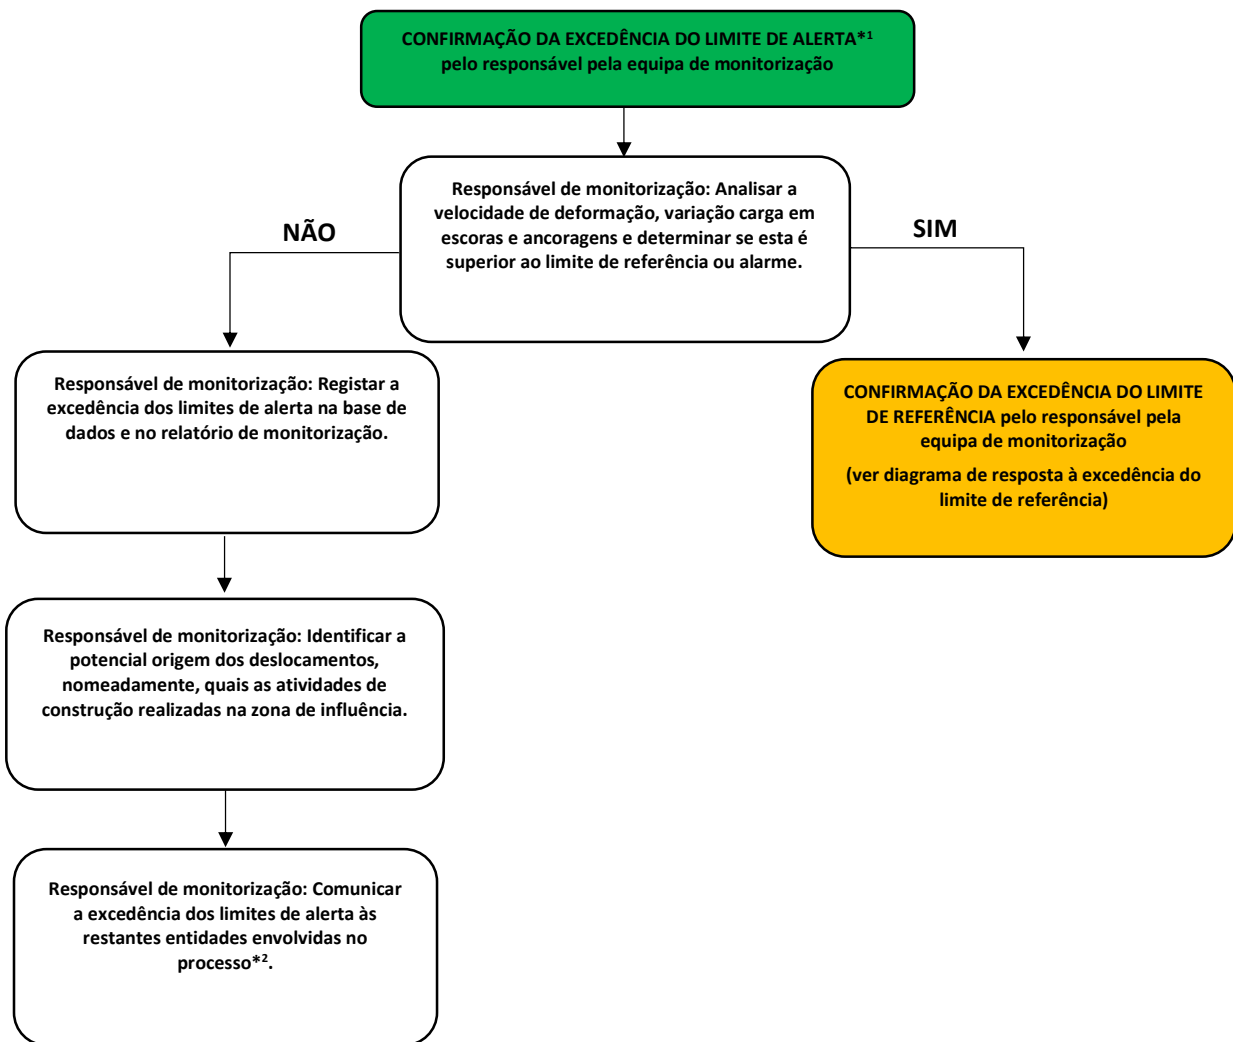 CONFIRMAÇÃO DA EXCEDÊNCIA DO LIMITE DE ALERTA*1
pelo responsável pela equipa de monitorização
Responsável de monitorização: Analisar a
velocidade de deformação, variação carga em
escoras e ancoragens e determinar se esta é
superior ao limite de referência ou alarme.
NÃO
SIM
Responsável de monitorização: Registar a
excedência dos limites de alerta na base de
dados e no relatório de monitorização.
CONFIRMAÇÃO DA EXCEDÊNCIA DO LIMITE
DE REFERÊNCIA pelo responsável pela
equipa de monitorização
(ver diagrama de resposta à excedência do
limite de referência)
Responsável de monitorização: Identificar a
potencial origem dos deslocamentos,
nomeadamente, quais as atividades de
construção realizadas na zona de influência.
Responsável de monitorização: Comunicar
a excedência dos limites de alerta às
restantes entidades envolvidas no
processo*2.